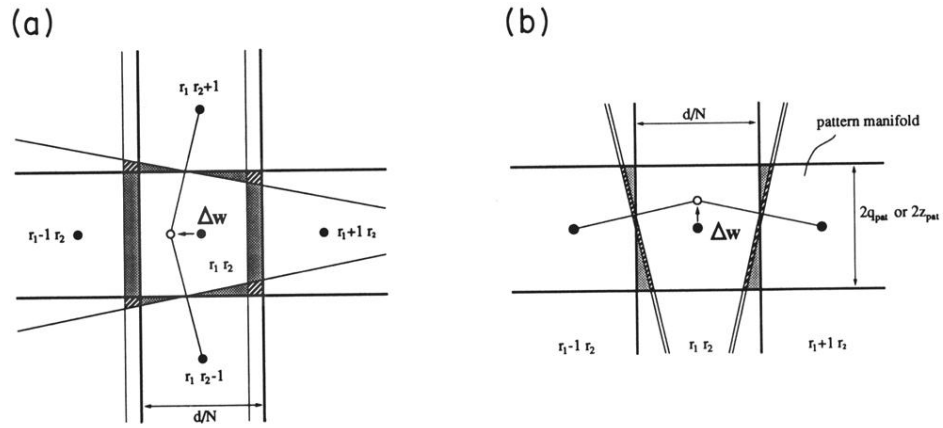 (a)
r₁ r₂+1
Δw
r₁-1 r₂
r₁+1 r₂
r₁ r₂
r₁ r₂-1
d/N
(b)
d/N
pattern manifold
2qpat or 2zpat
Δw
r₁-1 r₂
r₁ r₂
r₁+1 r₂